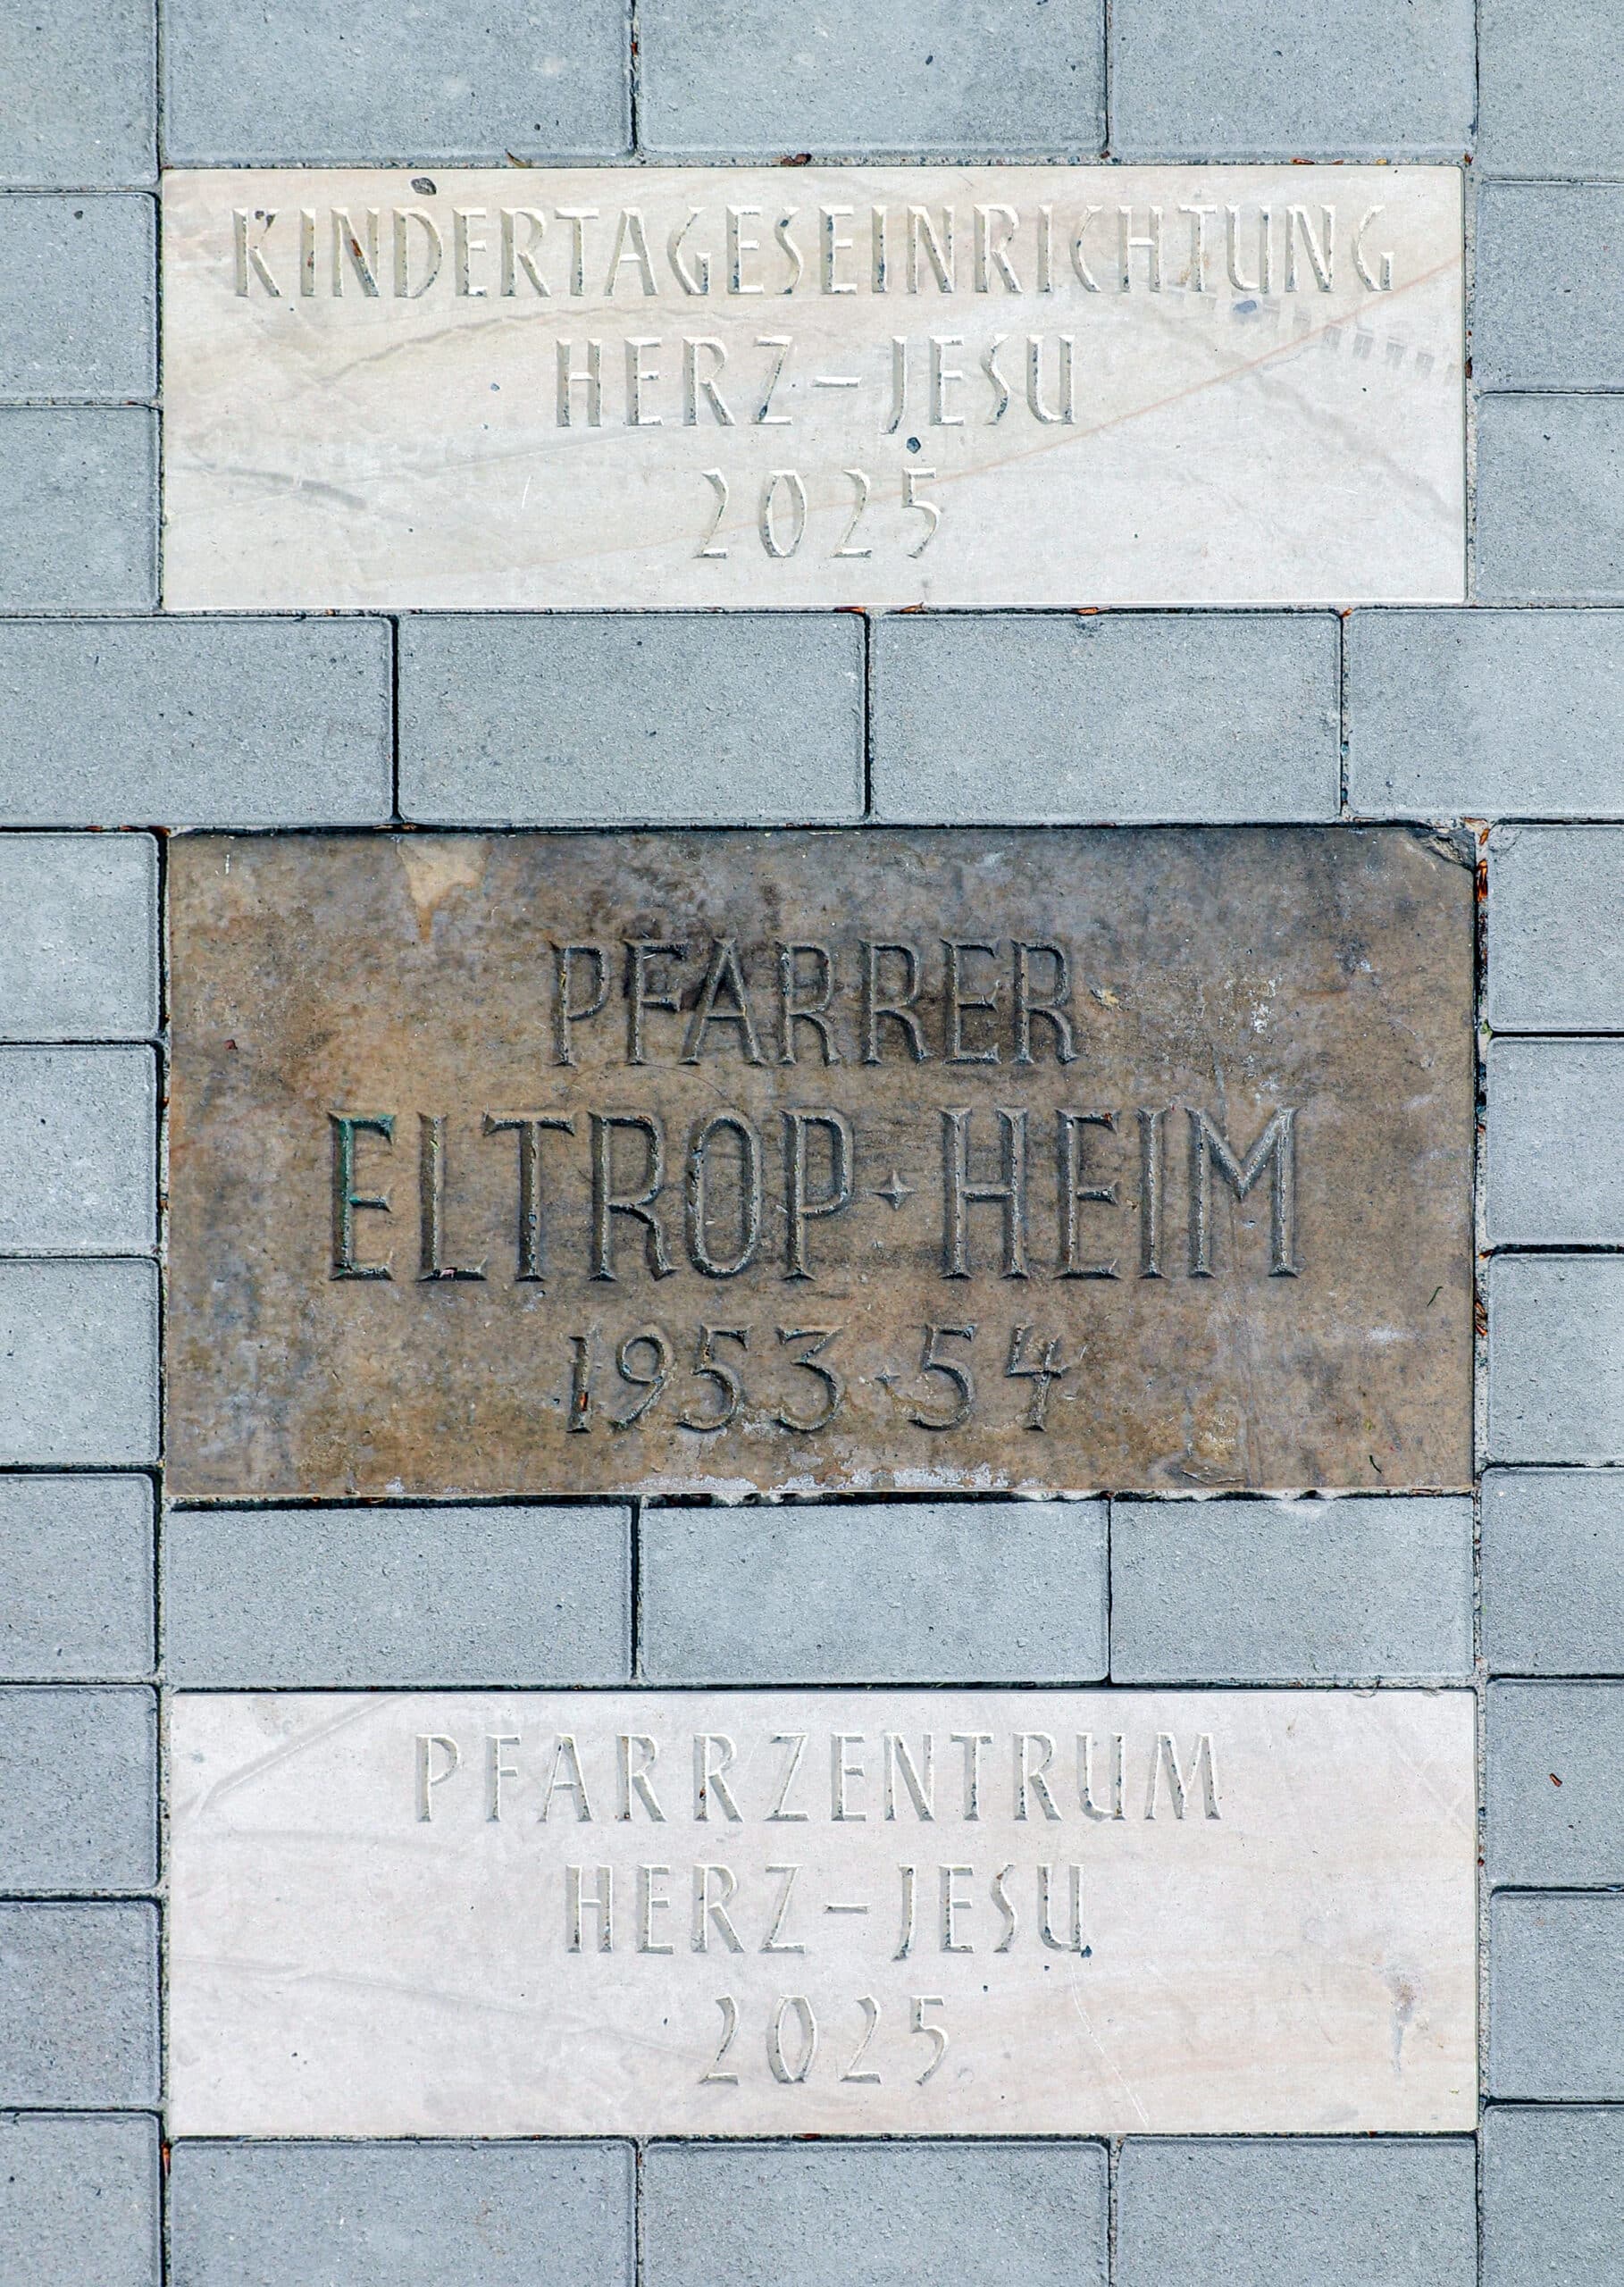 KINDERTAGESEINRICHTUNG
HERZ-JESU
2025
PFARRER
ELTROP·HEIM
1953·54
PFARRZENTRUM
HERZ-JESU
2025